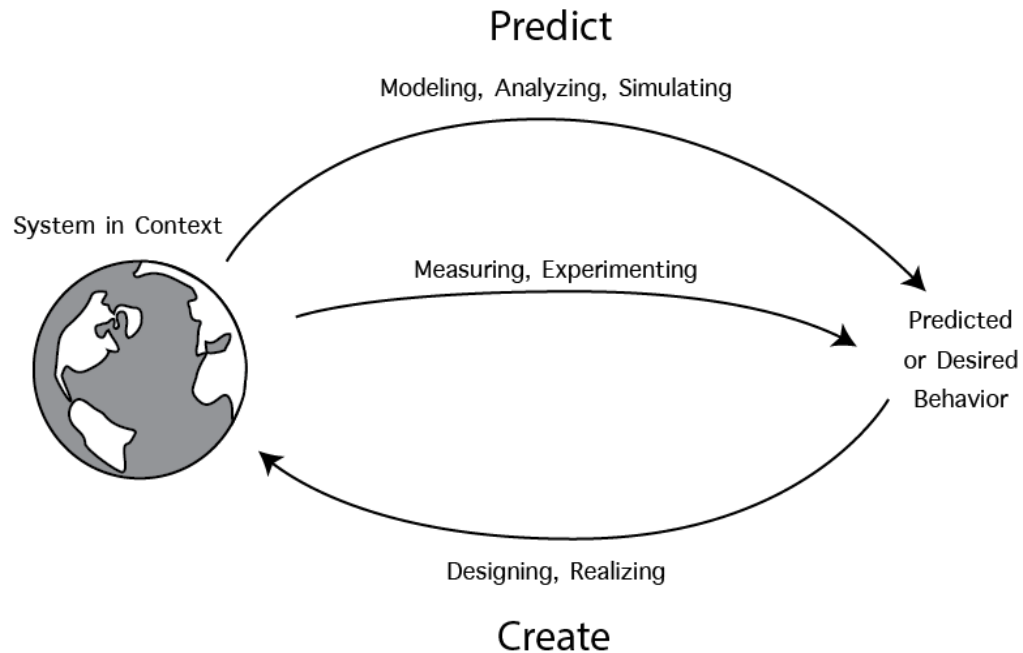 Predict
Modeling, Analyzing, Simulating
System in Context
Measuring, Experimenting
Predicted
or Desired
Behavior
Designing, Realizing
Create